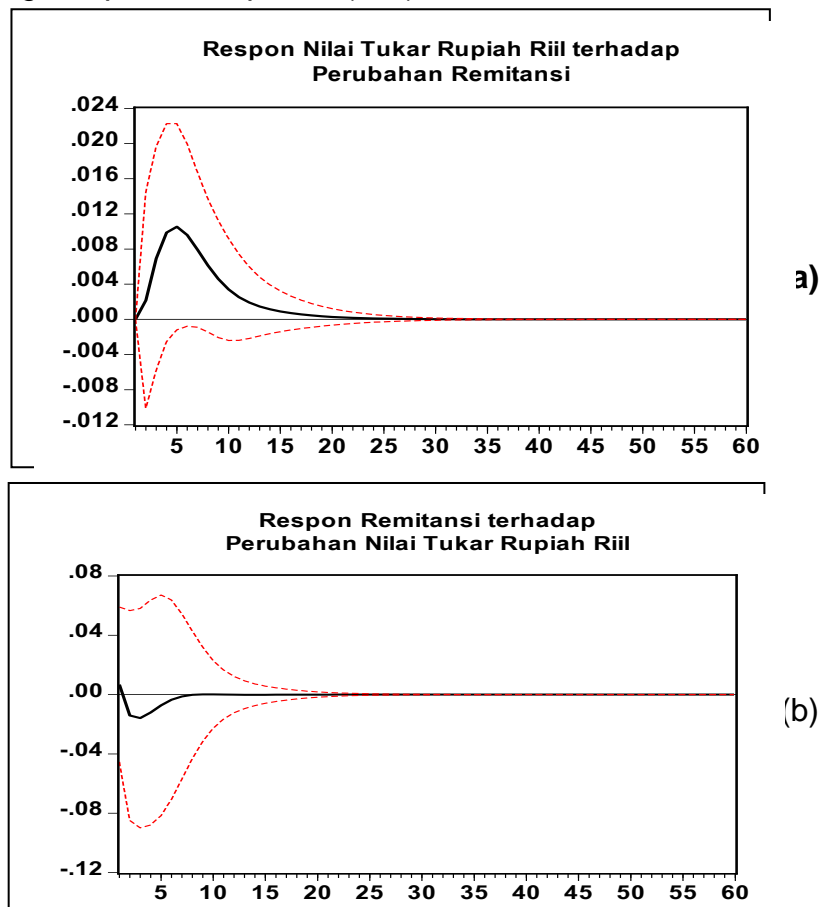 Respon Nilai Tukar Rupiah Riil terhadap
Perubahan Remitansi
.024
.020
.016
.012
.008
.004
.000
-.004
-.008
-.012
5 10 15 20 25 30 35 40 45 50 55 60
a)
Respon Remitansi terhadap
Perubahan Nilai Tukar Rupiah Riil
.08
.04
.00
-.04
-.08
-.12
5 10 15 20 25 30 35 40 45 50 55 60
(b)